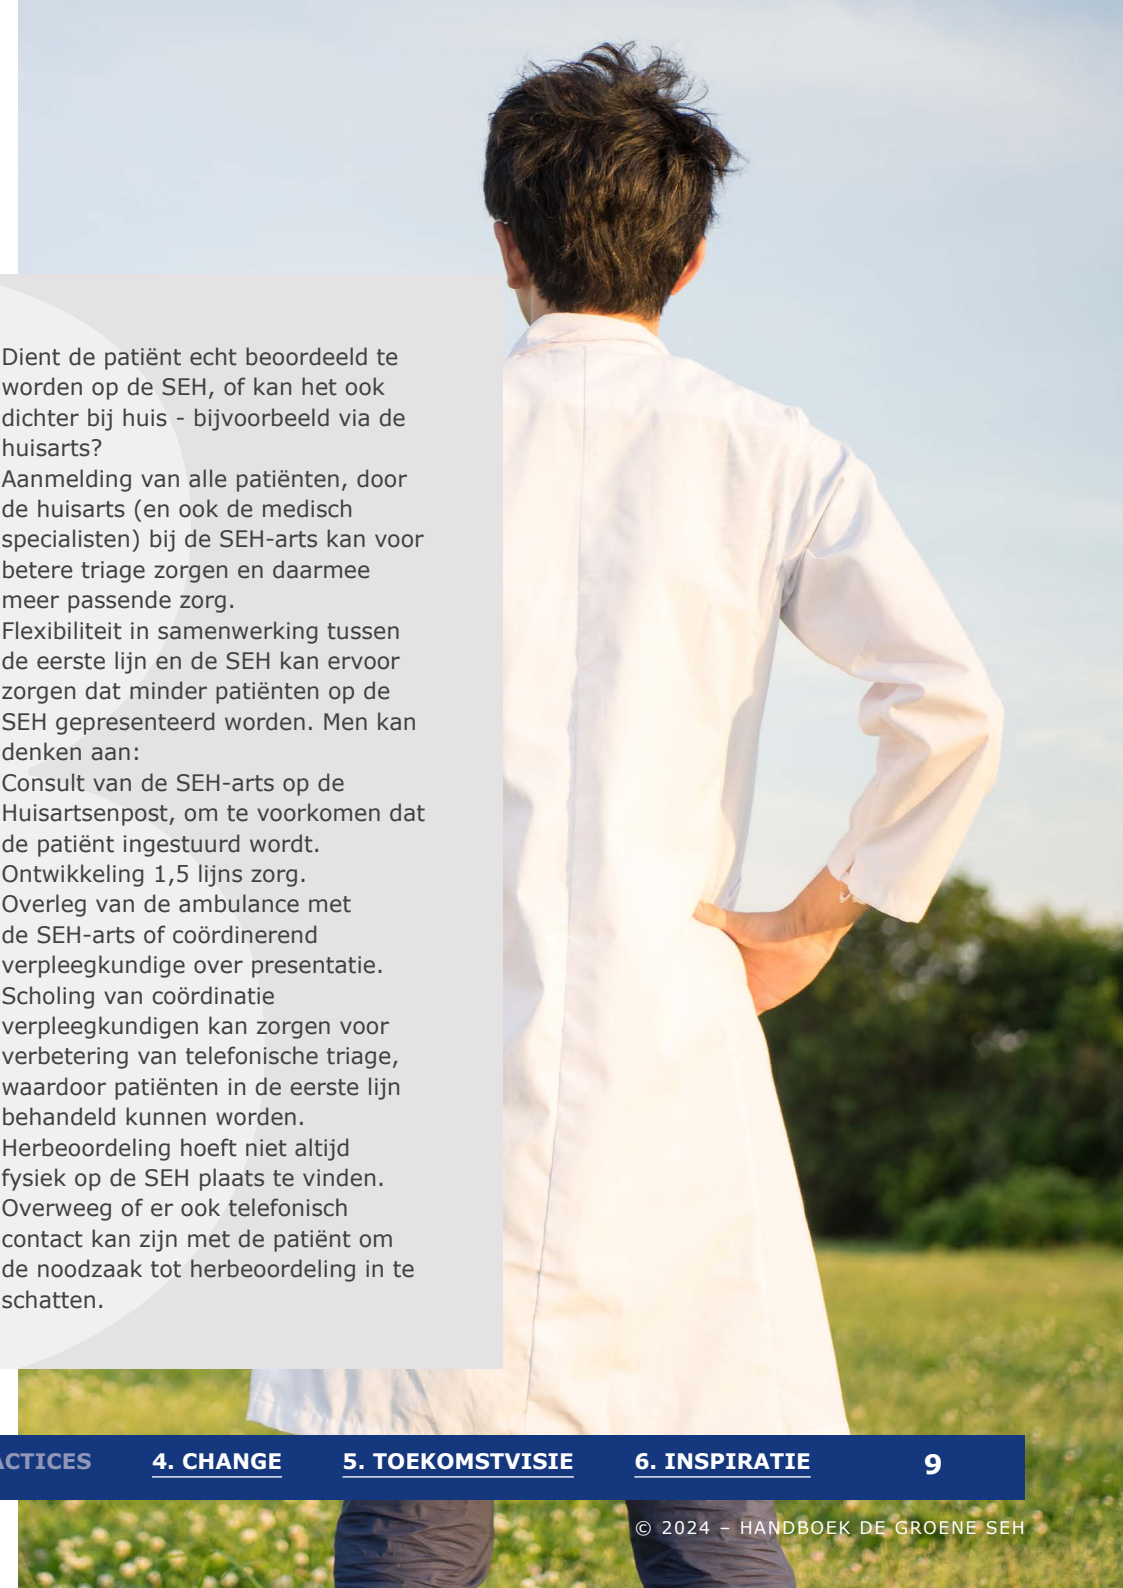 Dient de patiënt echt beoordeeld te
worden op de SEH, of kan het ook
dichter bij huis - bijvoorbeeld via de
huisarts?
Aanmelding van alle patiënten, door
de huisarts (en ook de medisch
specialisten) bij de SEH-arts kan voor
betere triage zorgen en daarmee
meer passende zorg.
Flexibiliteit in samenwerking tussen
de eerste lijn en de SEH kan ervoor
zorgen dat minder patiënten op de
SEH gepresenteerd worden. Men kan
denken aan:
Consult van de SEH-arts op de
Huisartsenpost, om te voorkomen dat
de patiënt ingestuurd wordt.
Ontwikkeling 1,5 lijns zorg.
Overleg van de ambulance met
de SEH-arts of coördinerend
verpleegkundige over presentatie.
Scholing van coördinatie
verpleegkundigen kan zorgen voor
verbetering van telefonische triage,
waardoor patiënten in de eerste lijn
behandeld kunnen worden.
Herbeoordeling hoeft niet altijd
fysiek op de SEH plaats te vinden.
Overweeg of er ook telefonisch
contact kan zijn met de patiënt om
de noodzaak tot herbeoordeling in te
schatten.
ACTICES 4. CHANGE 5. TOEKOMSTVISIE 6. INSPIRATIE 9
© 2024 – HANDBOEK DE GROENE SEH